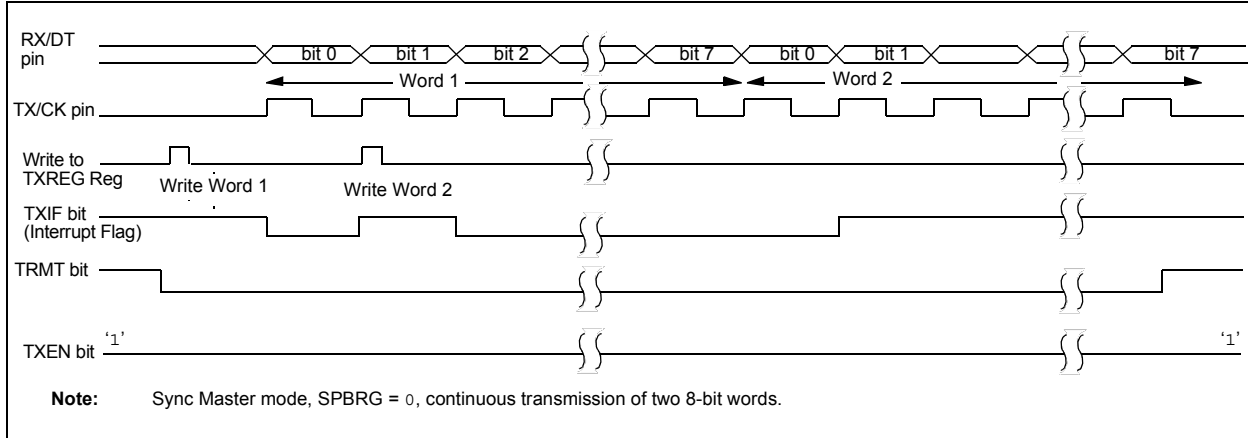 RX/DT
pin
bit 0 bit 1 bit 2 bit 7 bit 0 bit 1 bit 7
Word 1 Word 2
TX/CK pin
Write to
TXREG Reg
Write Word 1 Write Word 2
TXIF bit
(Interrupt Flag)
TRMT bit
‘1’ ‘1’
TXEN bit
Note: Sync Master mode, SPBRG = 0, continuous transmission of two 8-bit words.